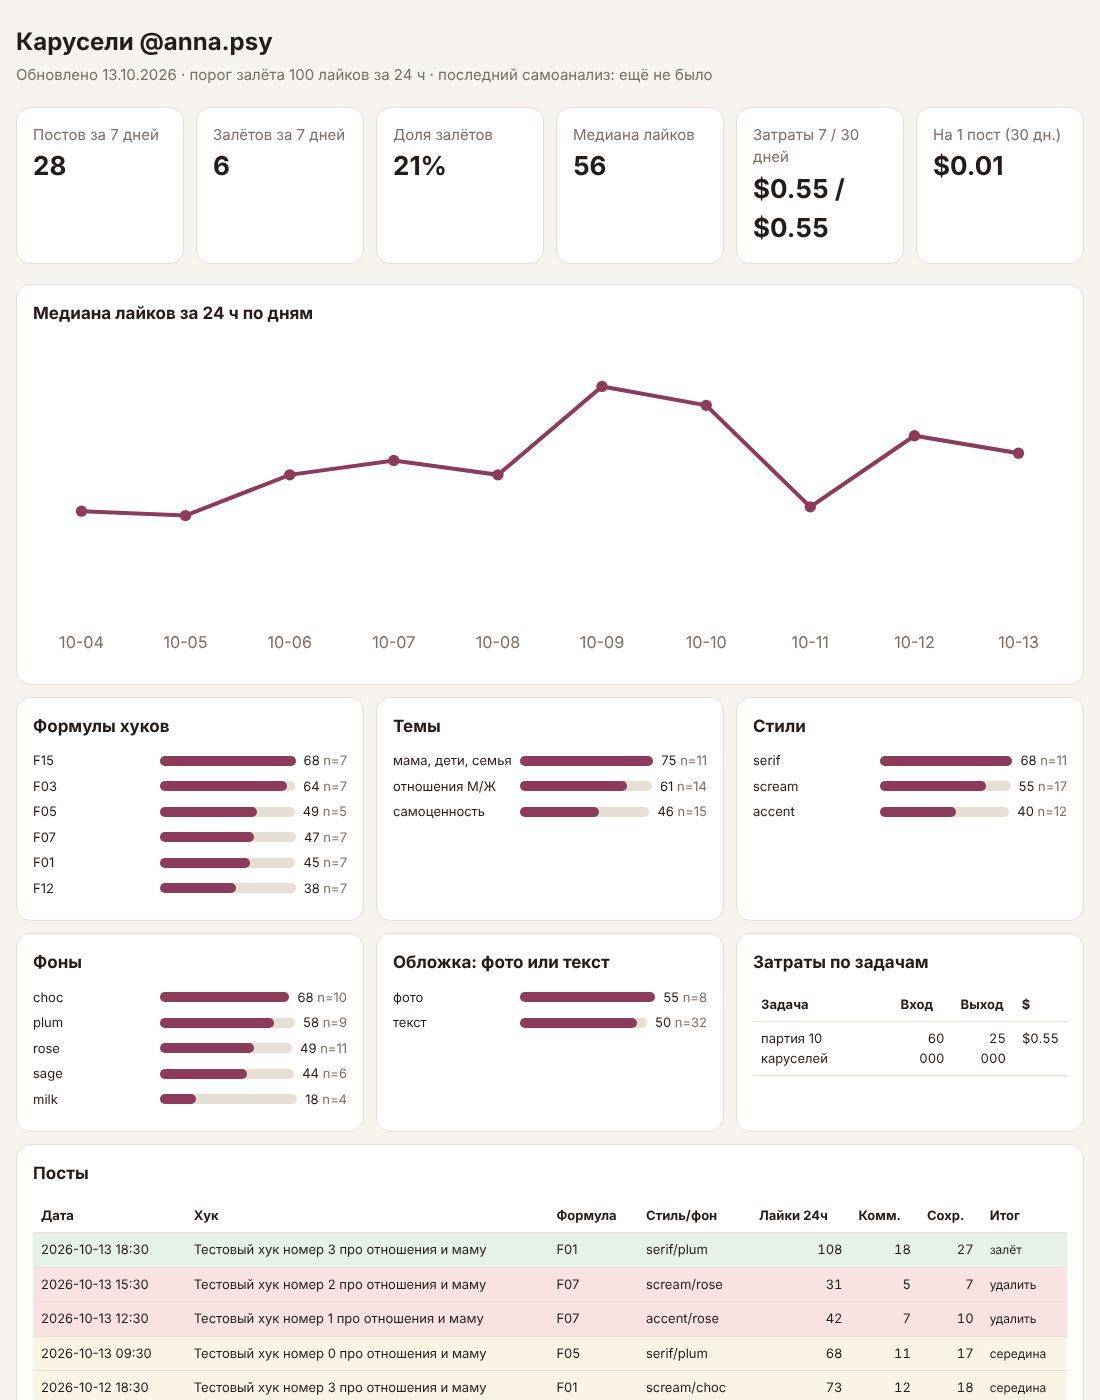 Карусели @anna.psy
Обновлено 13.10.2026 · порог залёта 100 лайков за 24 ч · последний самоанализ: ещё не было
Постов за 7 дней
28
Залётов за 7 дней
6
Доля залётов
21%
Медиана лайков
56
Затраты 7 / 30
дней
$0.55 /
$0.55
На 1 пост (30 дн.)
$0.01
Медиана лайков за 24 ч по дням
10-04 10-05 10-06 10-07 10-08 10-09 10-10 10-11 10-12 10-13
Формулы хуков
F15 68 n=7
F03 64 n=7
F05 49 n=5
F07 47 n=7
F01 45 n=7
F12 38 n=7
Темы
мама, дети, семья 75 n=11
отношения М/Ж 61 n=14
самоценность 46 n=15
Стили
serif 68 n=11
scream 55 n=17
accent 40 n=12
Фоны
choc 68 n=10
plum 58 n=9
rose 49 n=11
sage 44 n=6
milk 18 n=4
Обложка: фото или текст
фото 55 n=8
текст 50 n=32
Затраты по задачам
Задача Вход Выход $
партия 10 60 25 $0.55
каруселей 000 000
Посты
Дата Хук Формула Стиль/фон Лайки 24ч Комм. Сохр. Итог
2026-10-13 18:30 Тестовый хук номер 3 про отношения и маму F01 serif/plum 108 18 27 залёт
2026-10-13 15:30 Тестовый хук номер 2 про отношения и маму F07 scream/rose 31 5 7 удалить
2026-10-13 12:30 Тестовый хук номер 1 про отношения и маму F07 accent/rose 42 7 10 удалить
2026-10-13 09:30 Тестовый хук номер 0 про отношения и маму F05 serif/plum 68 11 17 середина
2026-10-12 18:30 Тестовый хук номер 3 про отношения и маму F01 scream/choc 73 12 18 середина